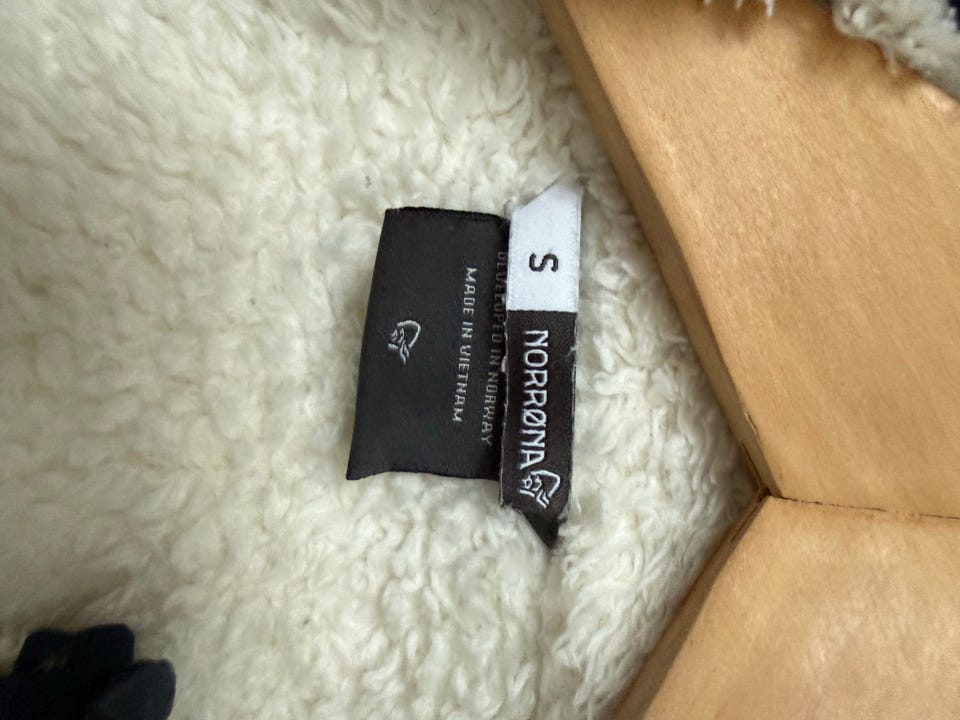 S
NORRØNA
DEVELOPED IN NORWAY
MADE IN VIETNAM